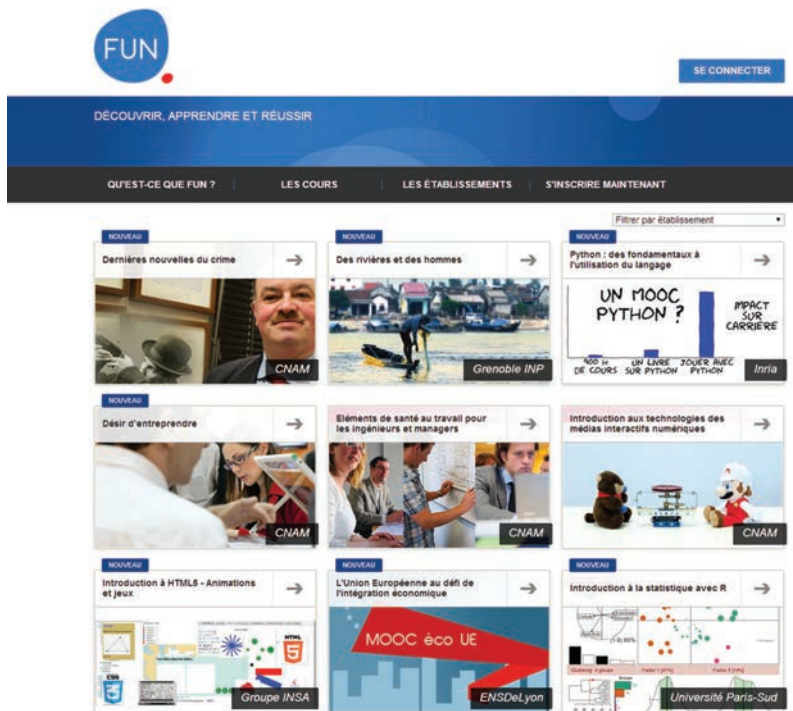 FUN
SE CONNECTER
DÉCOUVRIR, APPRENDRE ET RÉUSSIR
QU'EST-CE QUE FUN ?
LES COURS
LES ÉTABLISSEMENTS
S'INSCRIRE MAINTENANT
Filtrer par établissement
NOUVEAU
Dernières nouvelles du crime
CNAM
NOUVEAU
Des rivières et des hommes
Grenoble INP
NOUVEAU
Python : des fondamentaux à
l'utilisation du langage
UN MOOC
PYTHON ?
IMPACT
SUR
CARRIERE
400 H
DE COURS
UN LIVRE
SUR PYTHON
JOUER AVEC
PYTHON
Inria
NOUVEAU
Désir d'entreprendre
CNAM
Eléments de santé au travail pour
les ingénieurs et managers
CNAM
Introduction aux technologies des
médias interactifs numériques
CNAM
NOUVEAU
Introduction à HTML5 - Animations
et jeux
HTML
5
CSS
3
Groupe INSA
NOUVEAU
L'Union Européenne au défi de
l'intégration économique
MOOC éco UE
ENSDeLyon
NOUVEAU
Introduction à la statistique avec R
Université Paris-Sud